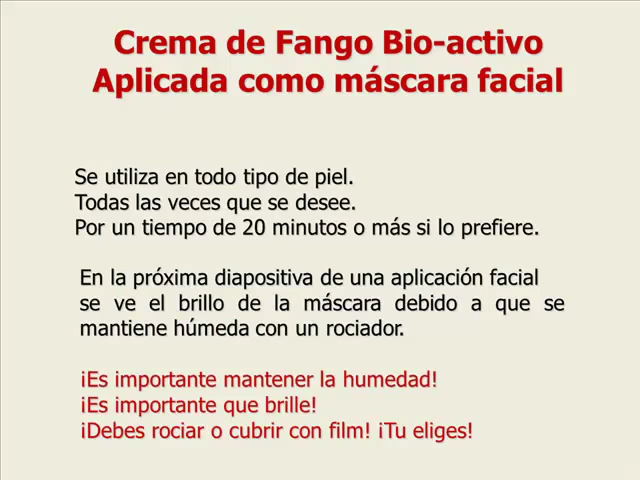 Crema de Fango Bio-activo
Aplicada como máscara facial
Se utiliza en todo tipo de piel.
Todas las veces que se desee.
Por un tiempo de 20 minutos o más si lo prefiere.
En la próxima diapositiva de una aplicación facial
se ve el brillo de la máscara debido a que se
mantiene húmeda con un rociador.
¡Es importante mantener la humedad!
¡Es importante que brille!
¡Debes rociar o cubrir con film! ¡Tu eliges!